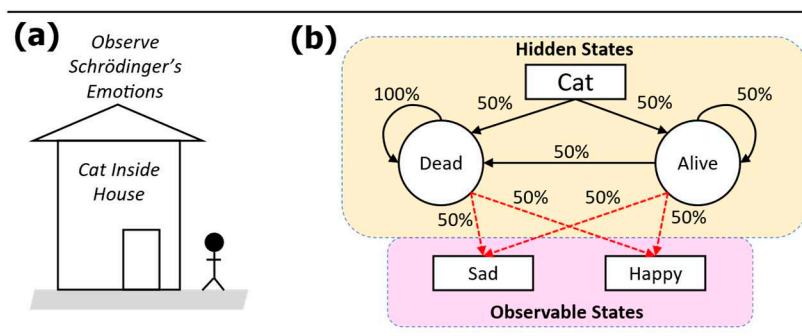 (a)
Observe
Schrödinger's
Emotions
Cat Inside
House
(b)
Hidden States
Cat
100%
50%
50%
50%
Dead
50%
Alive
50%
50%
50%
50%
Sad
Happy
Observable States